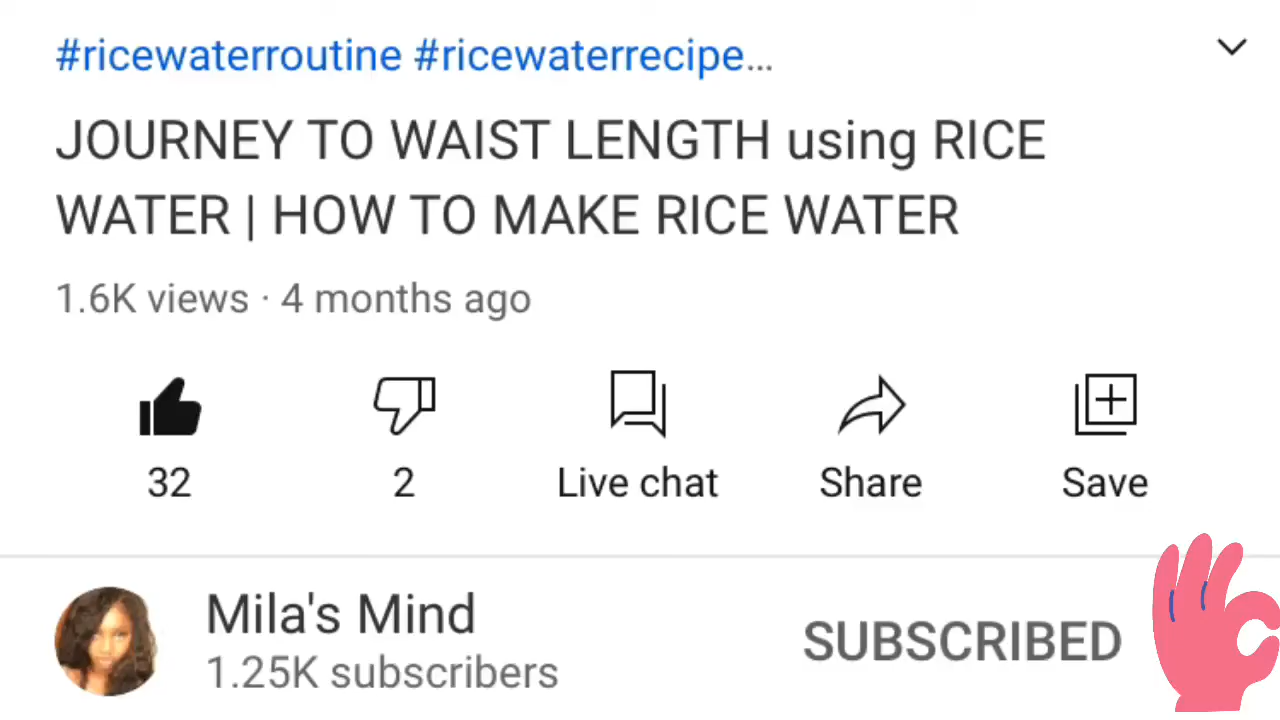 #ricewaterroutine #ricewaterrecipe...
JOURNEY TO WAIST LENGTH using RICE
WATER | HOW TO MAKE RICE WATER
1.6K views · 4 months ago
32
2
Live chat
Share
Save
Mila's Mind
1.25K subscribers
SUBSCRIBED